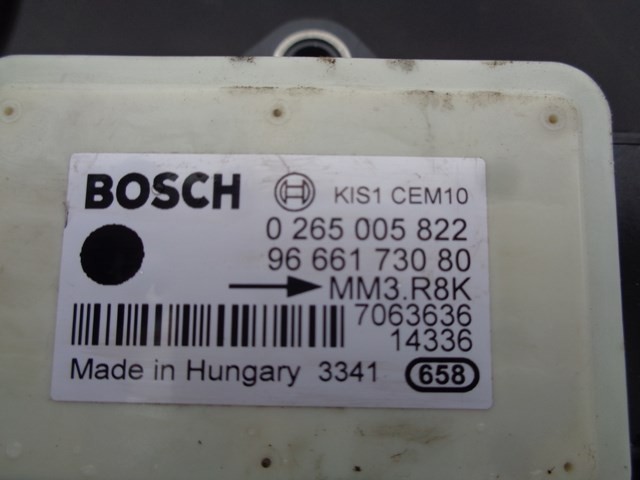 BOSCH KIS1 CEM10
0 265 005 822
96 661 730 80
MM3.R8K
7063636
14336
Made in Hungary 3341 658